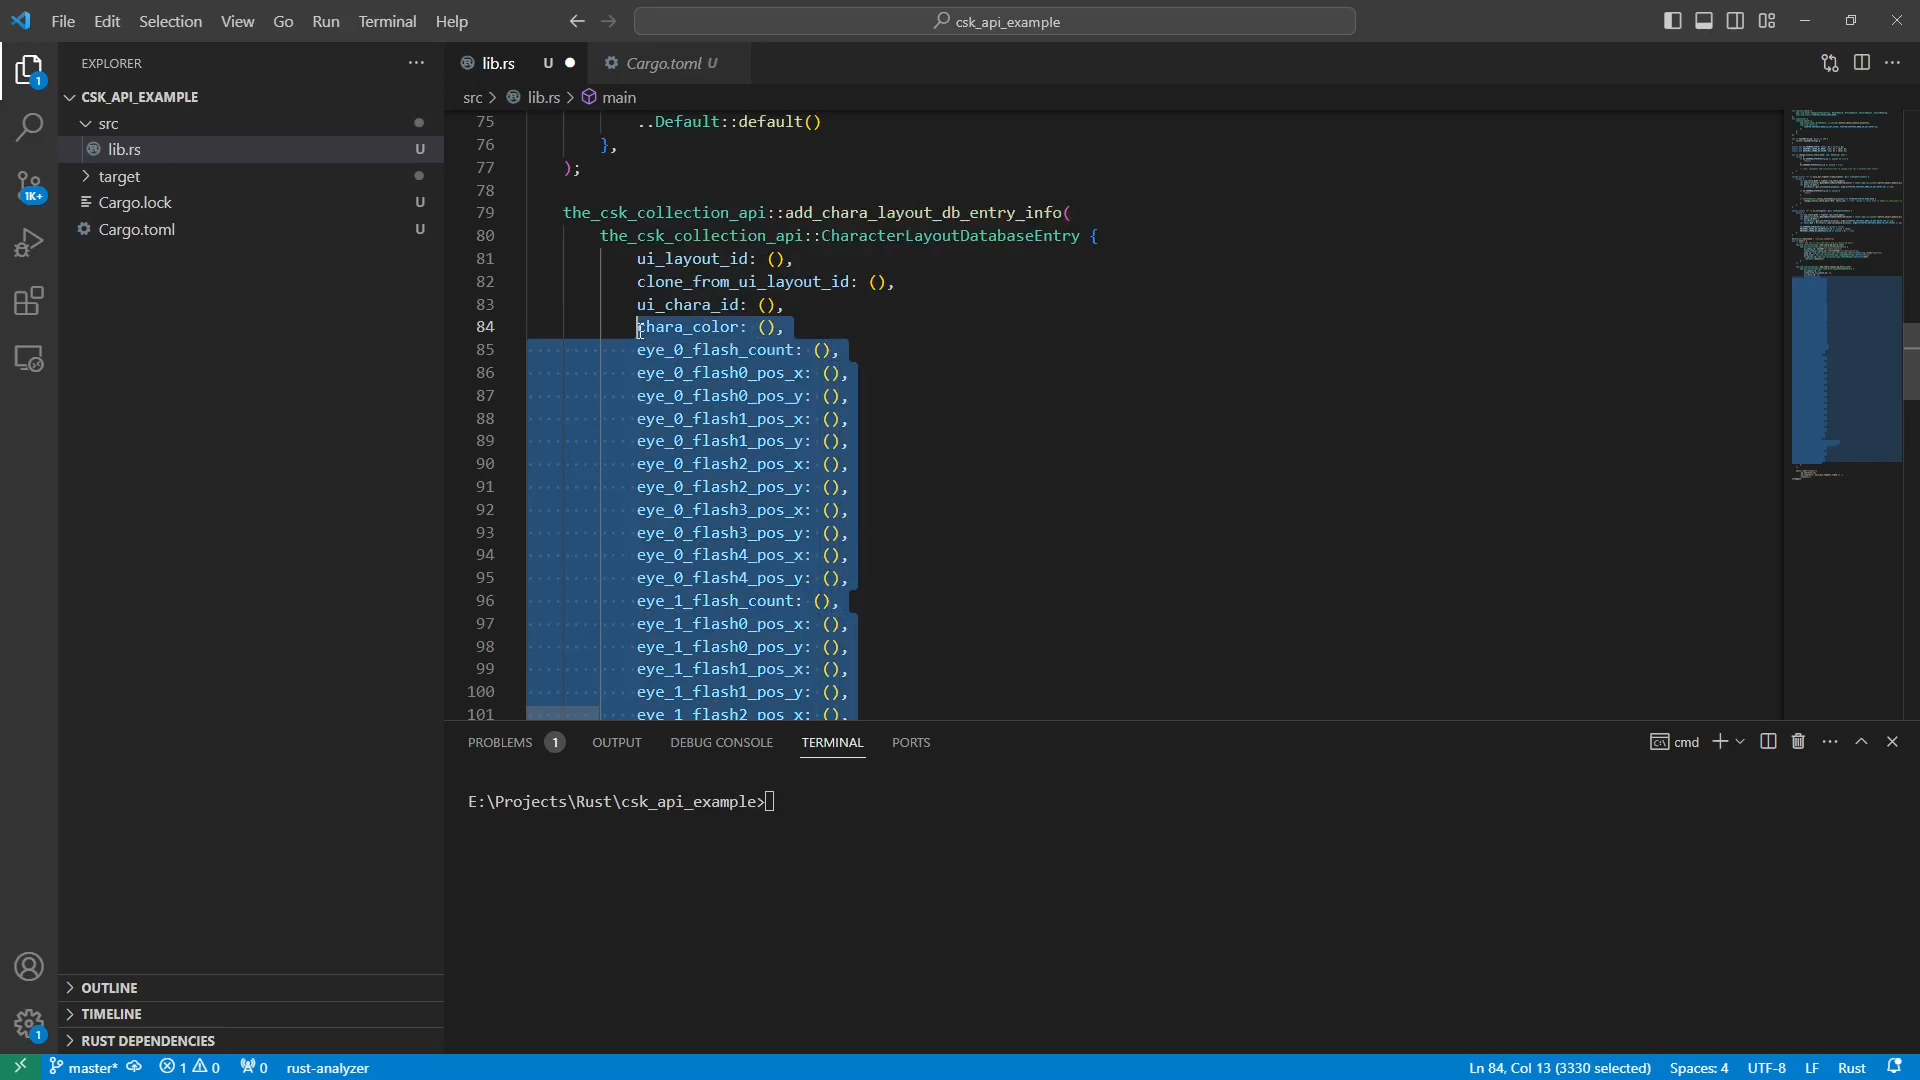 File Edit Selection View Go Run Terminal Help
csk_api_example
EXPLORER
CSK_API_EXAMPLE
src
lib.rs U
target
Cargo.lock U
Cargo.toml U
OUTLINE
TIMELINE
RUST DEPENDENCIES
1
1K+
1
lib.rs U
Cargo.toml U
src > lib.rs > main
75 ..Default::default()
76 },
77 );
78
79 the_csk_collection_api::add_chara_layout_db_entry_info(
80 the_csk_collection_api::CharacterLayoutDatabaseEntry {
81 ui_layout_id: (),
82 clone_from_ui_layout_id: (),
83 ui_chara_id: (),
84 chara_color: (),
85 eye_0_flash_count: (),
86 eye_0_flash0_pos_x: (),
87 eye_0_flash0_pos_y: (),
88 eye_0_flash1_pos_x: (),
89 eye_0_flash1_pos_y: (),
90 eye_0_flash2_pos_x: (),
91 eye_0_flash2_pos_y: (),
92 eye_0_flash3_pos_x: (),
93 eye_0_flash3_pos_y: (),
94 eye_0_flash4_pos_x: (),
95 eye_0_flash4_pos_y: (),
96 eye_1_flash_count: (),
97 eye_1_flash0_pos_x: (),
98 eye_1_flash0_pos_y: (),
99 eye_1_flash1_pos_x: (),
100 eye_1_flash1_pos_y: (),
101 eye_1_flash2_pos_x: (),
PROBLEMS 1 OUTPUT DEBUG CONSOLE TERMINAL PORTS
cmd
E:\Projects\Rust\csk_api_example>
master* 1 0 0 rust-analyzer
Ln 84, Col 13 (3330 selected) Spaces: 4 UTF-8 LF Rust